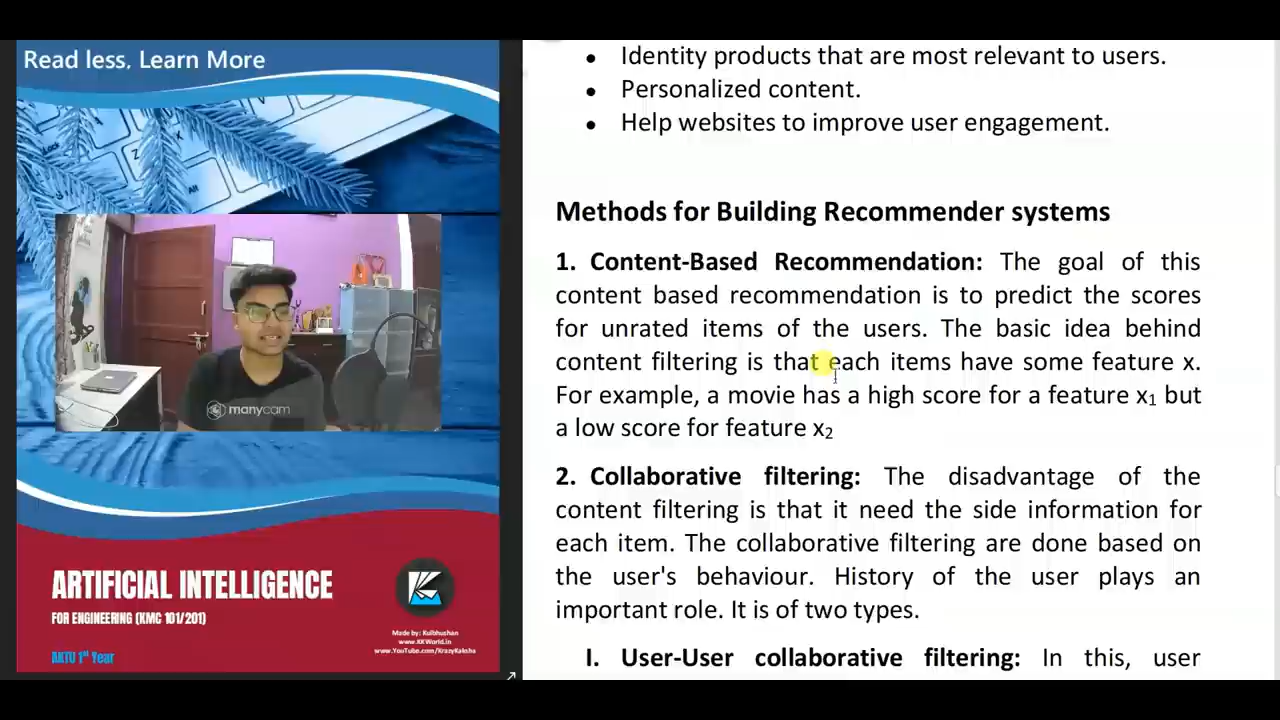 Read less, Learn More
manycam
ARTIFICIAL INTELLIGENCE
FOR ENGINEERING (KMC 101/201)
AKTU 1st Year
Made by: Kulbhushan
www.KKWorld.in
www.YouTube.com/KrazyKaksha
• Identity products that are most relevant to users.
• Personalized content.
• Help websites to improve user engagement.
Methods for Building Recommender systems
1. Content-Based Recommendation: The goal of this
content based recommendation is to predict the scores
for unrated items of the users. The basic idea behind
content filtering is that each items have some feature x.
For example, a movie has a high score for a feature x₁ but
a low score for feature x₂
2. Collaborative filtering: The disadvantage of the
content filtering is that it need the side information for
each item. The collaborative filtering are done based on
the user's behaviour. History of the user plays an
important role. It is of two types.
I. User-User collaborative filtering: In this, user